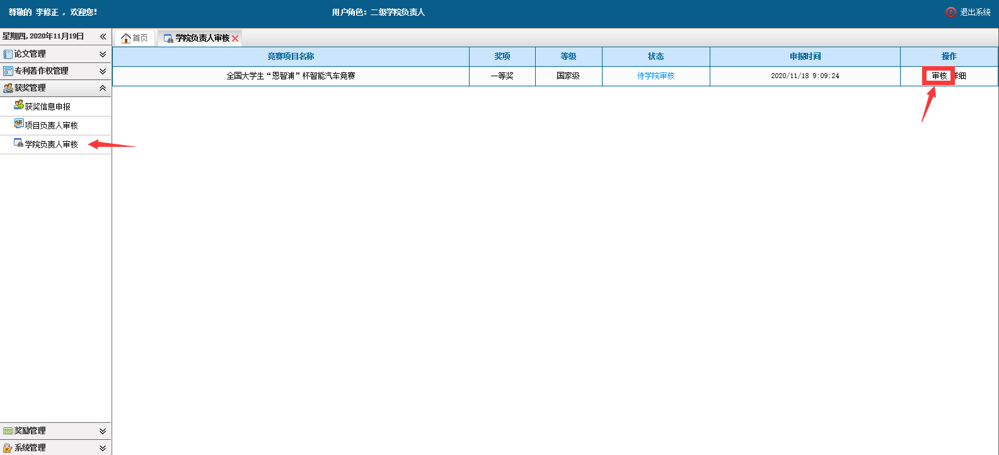 尊敬的 李修正 ，欢迎您！
用户角色：二级学院负责人
退出系统
星期四, 2020年11月19日
首页
学院负责人审核
论文管理
专利著作权管理
获奖管理
获奖信息申报
项目负责人审核
学院负责人审核
奖励管理
系统管理
竞赛项目名称 奖项 等级 状态 申报时间 操作
全国大学生“恩智浦”杯智能汽车竞赛 一等奖 国家级 待学院审核 2020/11/18 9:09:24 审核 详细